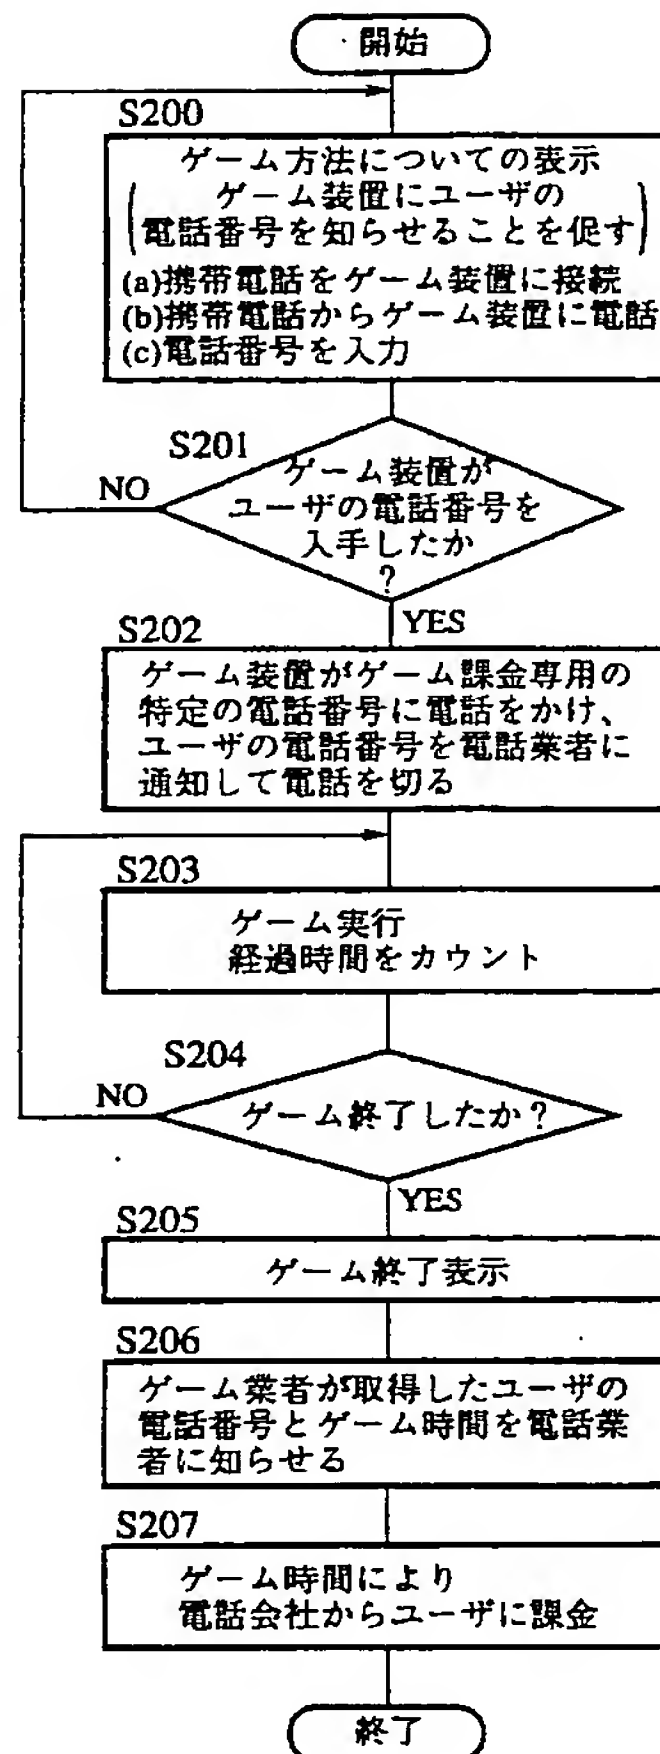 開始
S200
ゲーム方法についての表示
(ゲーム装置にユーザの
電話番号を知らせることを促す)
(a)携帯電話をゲーム装置に接続
(b)携帯電話からゲーム装置に電話
(c)電話番号を入力
S201
ゲーム装置が
ユーザの電話番号を
入手したか
?
NO
YES
S202
ゲーム装置がゲーム課金専用の
特定の電話番号に電話をかけ、
ユーザの電話番号を電話業者に
通知して電話を切る
S203
ゲーム実行
経過時間をカウント
S204
NO
ゲーム終了したか?
YES
S205
ゲーム終了表示
S206
ゲーム業者が取得したユーザの
電話番号とゲーム時間を電話業
者に知らせる
S207
ゲーム時間により
電話会社からユーザに課金
終了